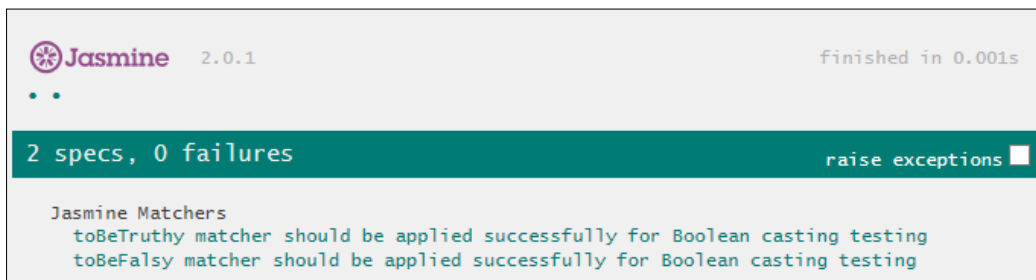 Jasmine 2.0.1 finished in 0.001s
2 specs, 0 failures raise exceptions
Jasmine Matchers
toBeTruthy matcher should be applied successfully for Boolean casting testing
toBeFalsy matcher should be applied successfully for Boolean casting testing